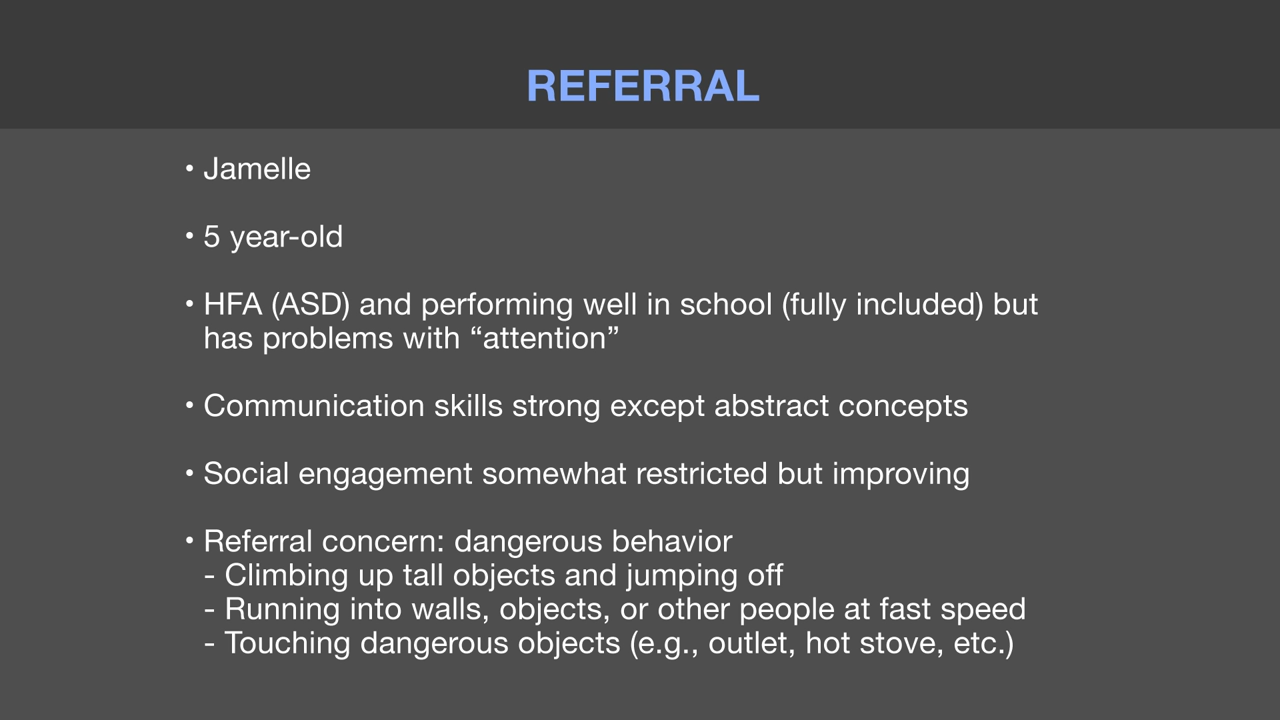 REFERRAL
• Jamelle
• 5 year-old
• HFA (ASD) and performing well in school (fully included) but
has problems with “attention”
• Communication skills strong except abstract concepts
• Social engagement somewhat restricted but improving
• Referral concern: dangerous behavior
- Climbing up tall objects and jumping off
- Running into walls, objects, or other people at fast speed
- Touching dangerous objects (e.g., outlet, hot stove, etc.)